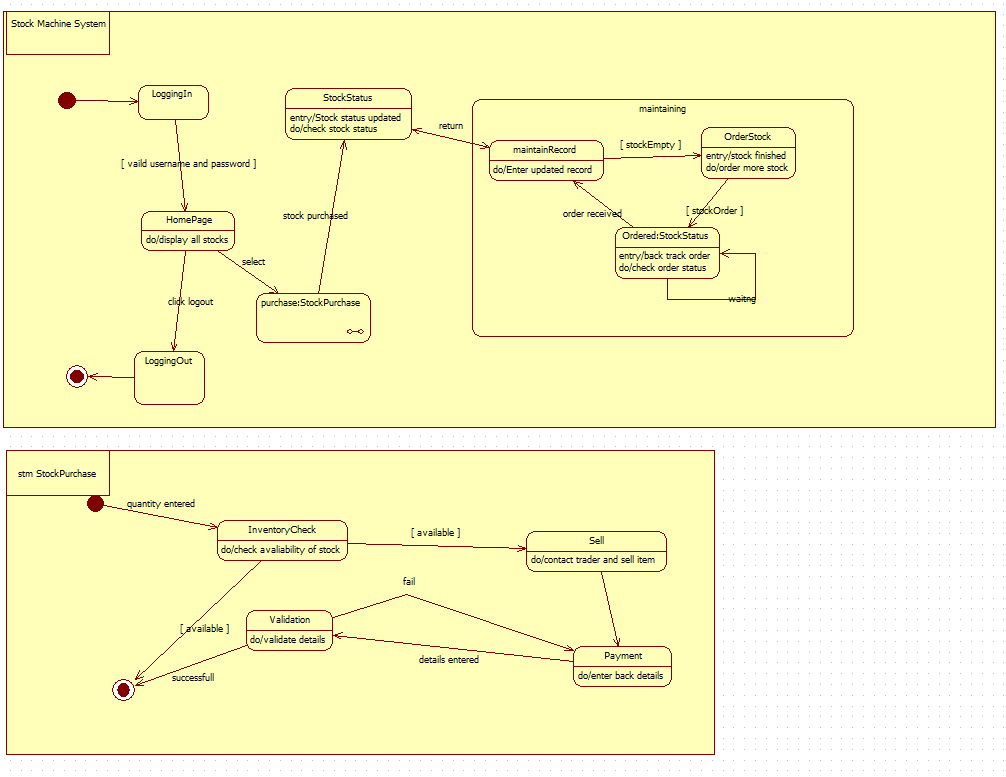 Stock Machine System
LoggingIn
StockStatus
entry/Stock status updated
do/check stock status
return
maintaining
maintainRecord
do/Enter updated record
[ stockEmpty ]
OrderStock
entry/stock finished
do/order more stock
[ vaild username and password ]
HomePage
do/display all stocks
stock purchased
order received
[ stockOrder ]
Ordered:StockStatus
entry/back track order
do/check order status
select
click logout
purchase:StockPurchase
waitng
LoggingOut
stm StockPurchase
quantity entered
InventoryCheck
do/check avaliability of stock
[ available ]
Sell
do/contact trader and sell item
fail
Validation
do/validate details
[ available ]
details entered
Payment
do/enter back details
successfull